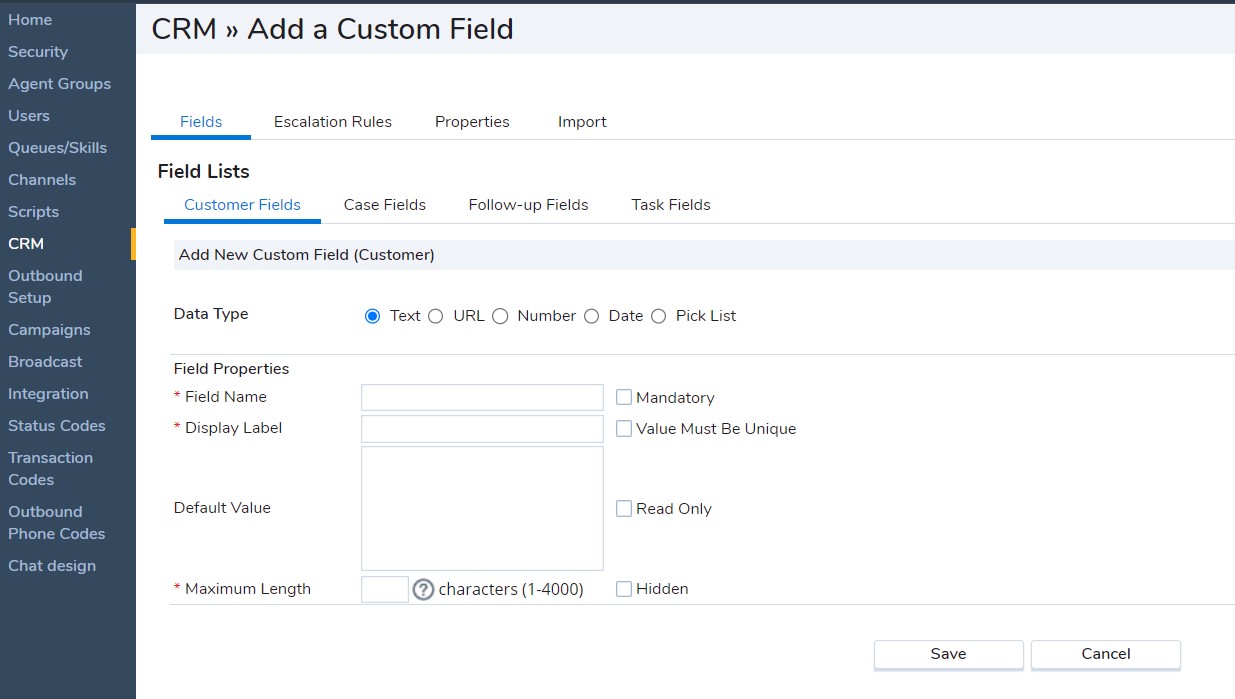 Home
Security
Agent Groups
Users
Queues/Skills
Channels
Scripts
CRM
Outbound
Setup
Campaigns
Broadcast
Integration
Status Codes
Transaction
Codes
Outbound
Phone Codes
Chat design
CRM » Add a Custom Field
Fields Escalation Rules Properties Import
Field Lists
Customer Fields Case Fields Follow-up Fields Task Fields
Add New Custom Field (Customer)
Data Type Text URL Number Date Pick List
Field Properties
* Field Name Mandatory
* Display Label Value Must Be Unique
Default Value Read Only
* Maximum Length ? characters (1-4000) Hidden
Save Cancel